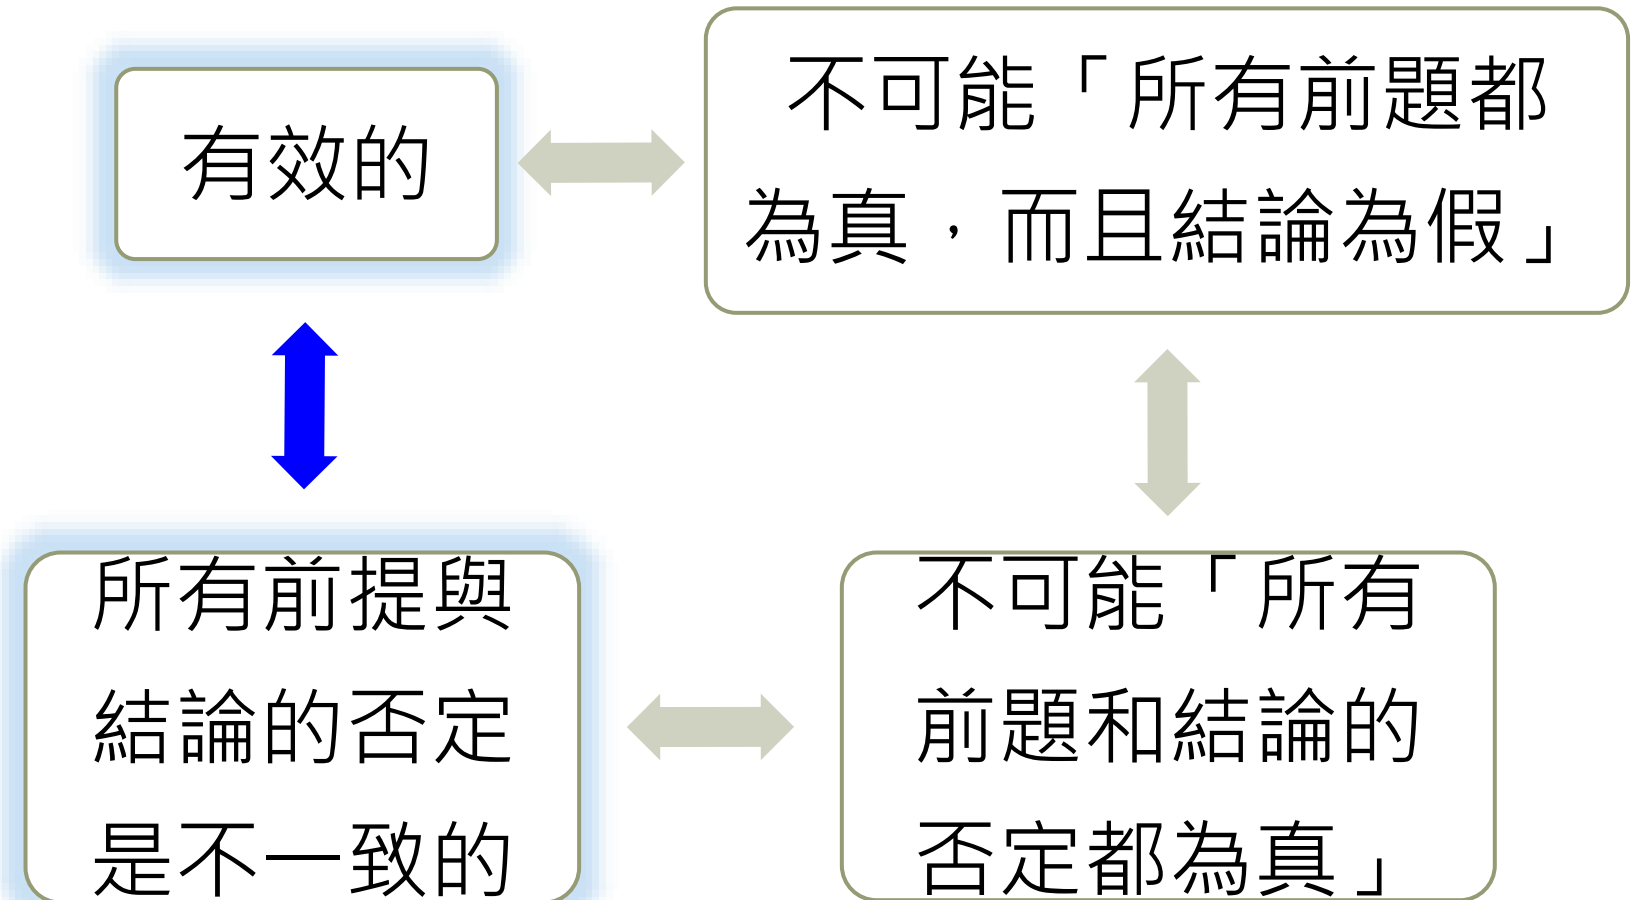 有效的
不可能「所有前題都
為真，而且結論為假」
所有前提與
結論的否定
是不一致的
不可能「所有
前題和結論的
否定都為真」